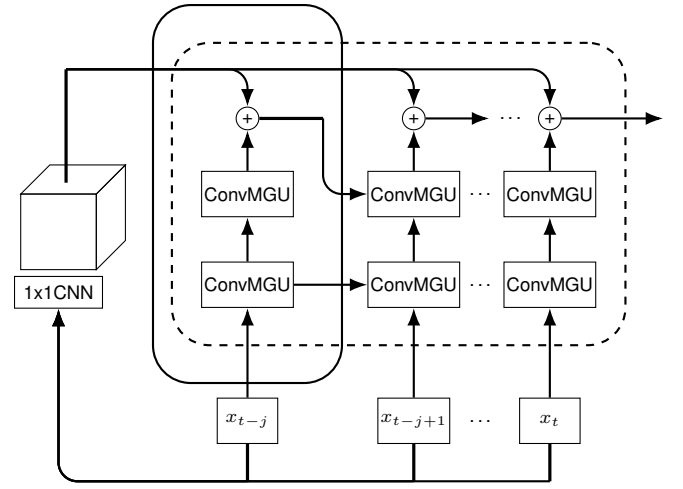 + + ... +
ConvMGU ConvMGU ... ConvMGU
1x1CNN ConvMGU ConvMGU ... ConvMGU
x_{t-j} x_{t-j+1} ... x_t